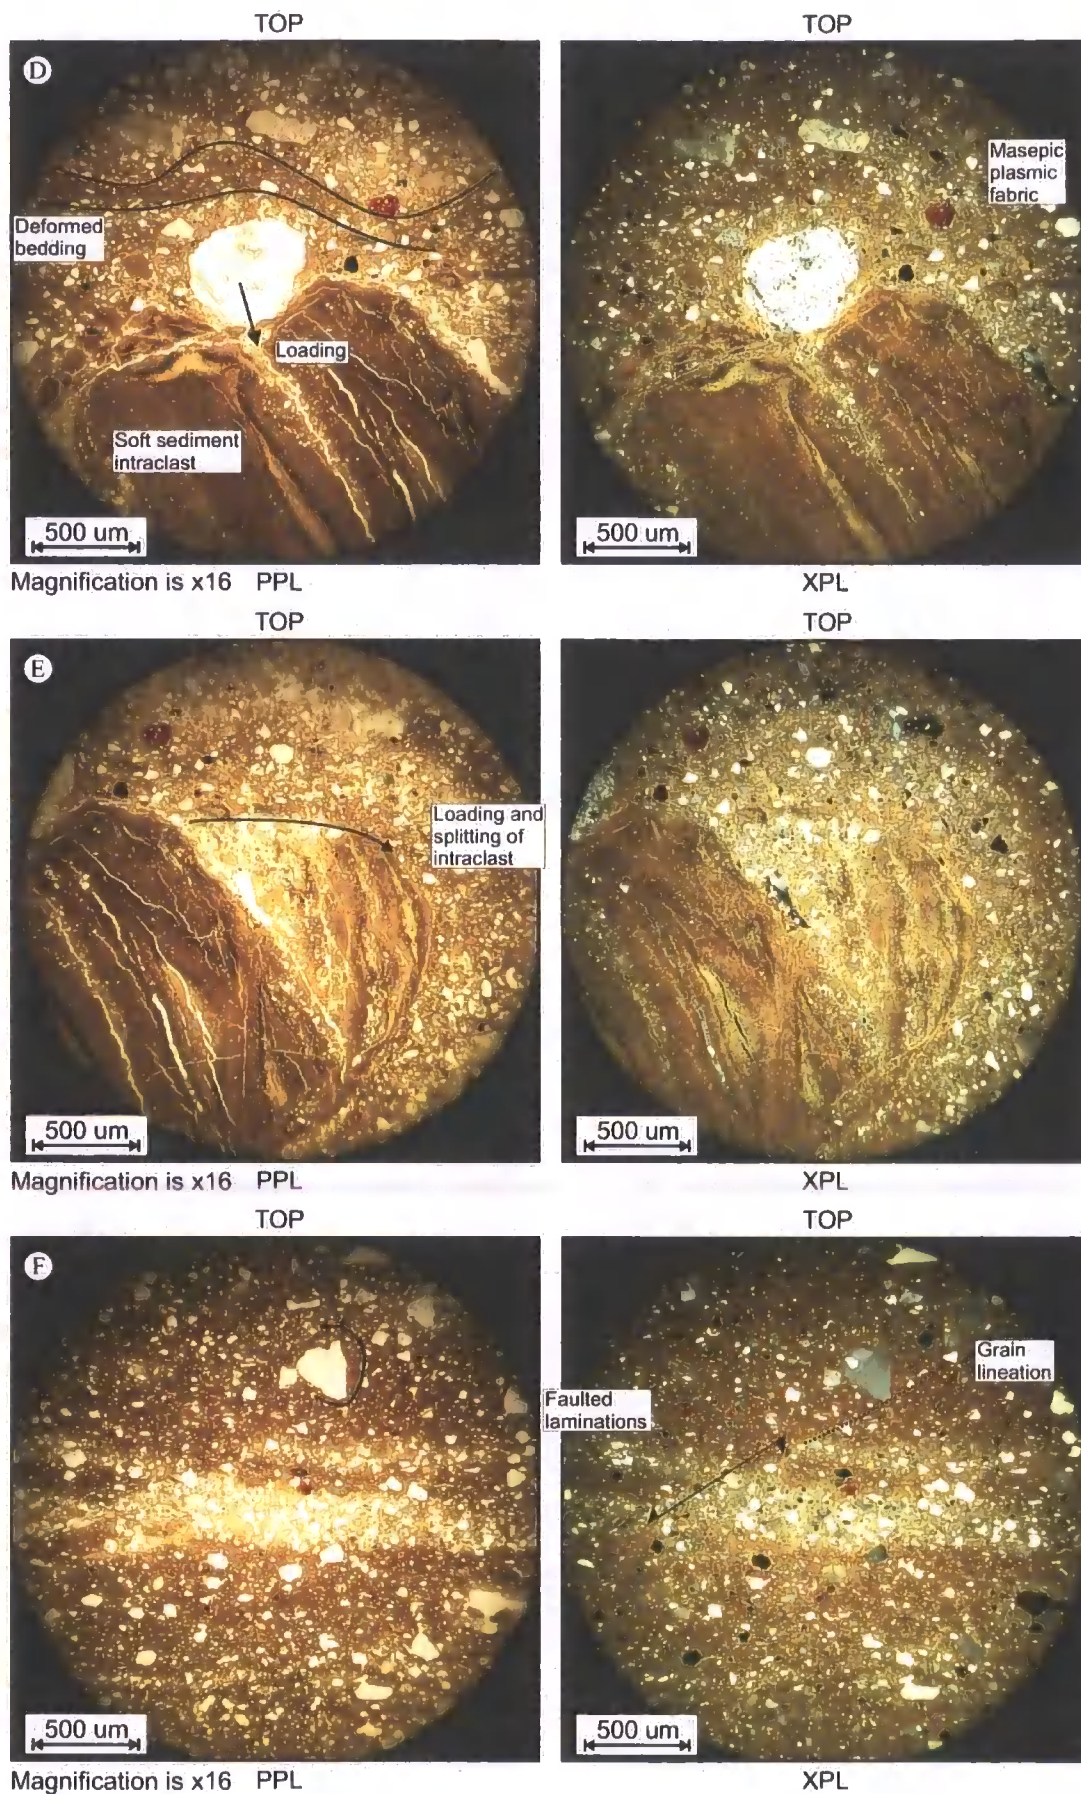 TOP
TOP
D
Deformed
bedding
Loading
Soft sediment
intraclast
500 um
Masepic
plasmic
fabric
500 um
Magnification is x16 PPL
XPL
TOP
TOP
E
Loading and
splitting of
intraclast
500 um
500 um
Magnification is x16 PPL
XPL
TOP
TOP
F
Faulted
laminations
Grain
lineation
500 um
500 um
Magnification is x16 PPL
XPL